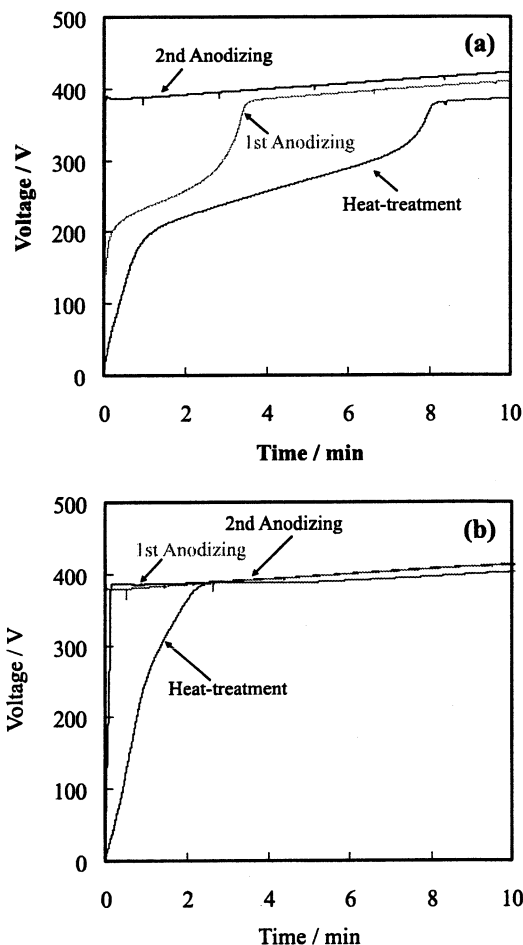 500
(a)
2nd Anodizing
400
1st Anodizing
300
Heat-treatment
Voltage / V
200
100
0
0 2 4 6 8 10
Time / min
500
(b)
2nd Anodizing
1st Anodizing
400
300
Heat-treatment
Voltage / V
200
100
0
0 2 4 6 8 10
Time / min